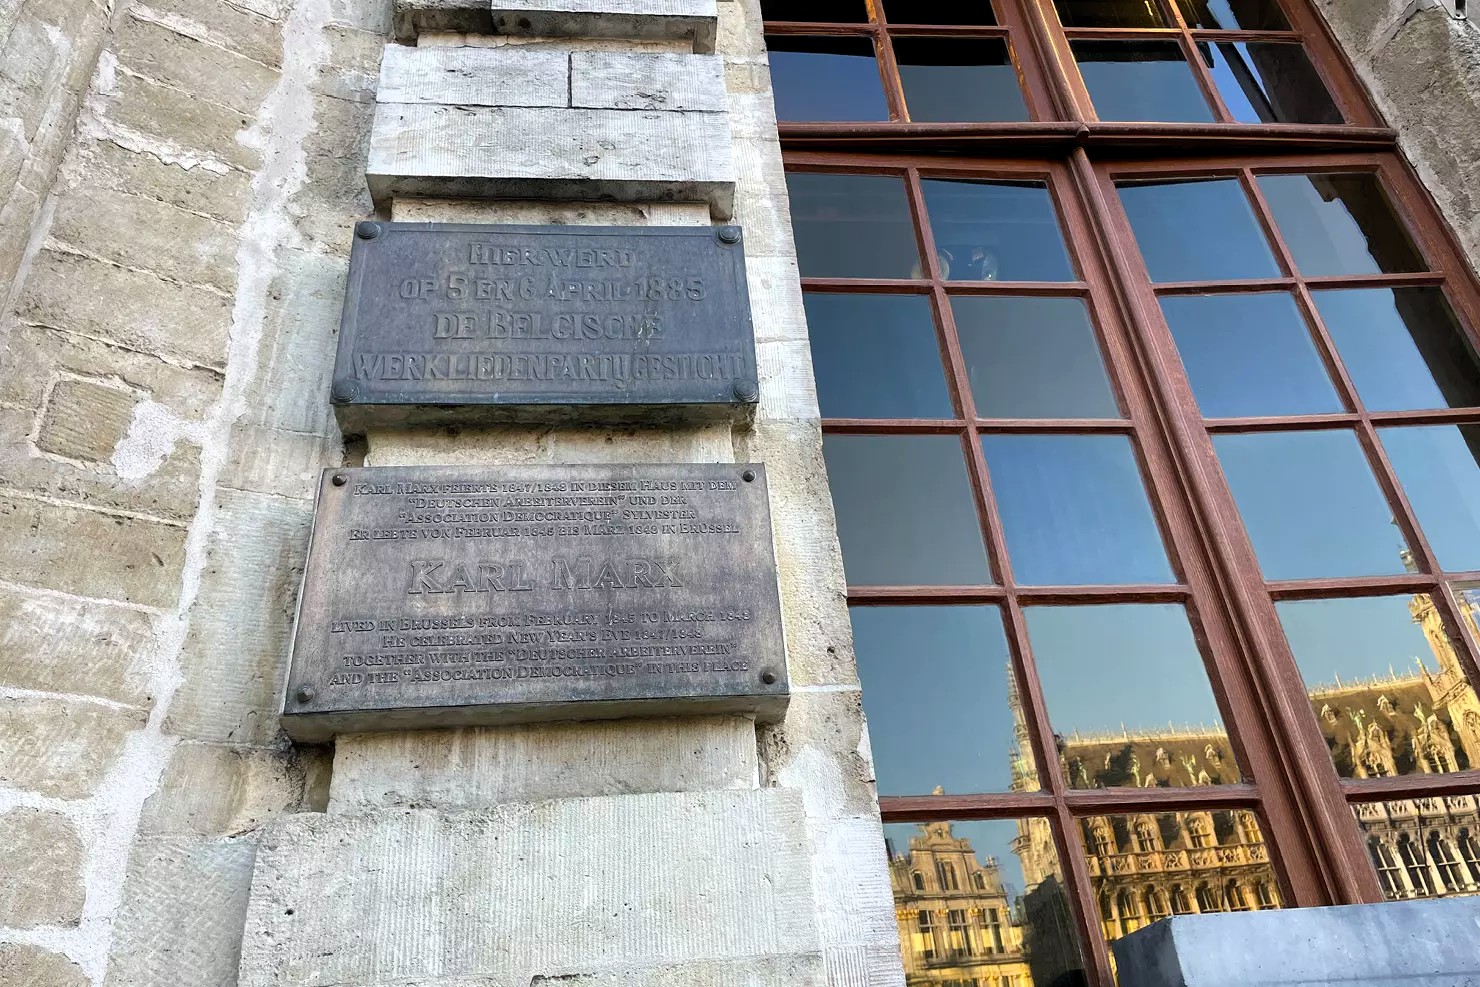 HIER WERD
OP 5 EN 6 APRIL 1885
DE BELGISCHE
WERKLIEDENPARTIJ GESTICHT
KARL MARX FEIERTE 1847/1848 IN DIESEM HAUS MIT DEM
"DEUTSCHEN ARBEITERVEREIN" UND DER
"ASSOCIATION DEMOCRATIQUE" SYLVESTER
ER LEBTE VON FEBRUAR 1845 BIS MÄRZ 1848 IN BRÜSSEL
KARL MARX
LIVED IN BRUSSELS FROM FEBRUARY 1845 TO MARCH 1848
HE CELEBRATED NEW YEAR'S EVE 1847/1848
TOGETHER WITH THE "DEUTSCHER ARBEITERVEREIN"
AND THE "ASSOCIATION DEMOCRATIQUE" IN THIS PLACE